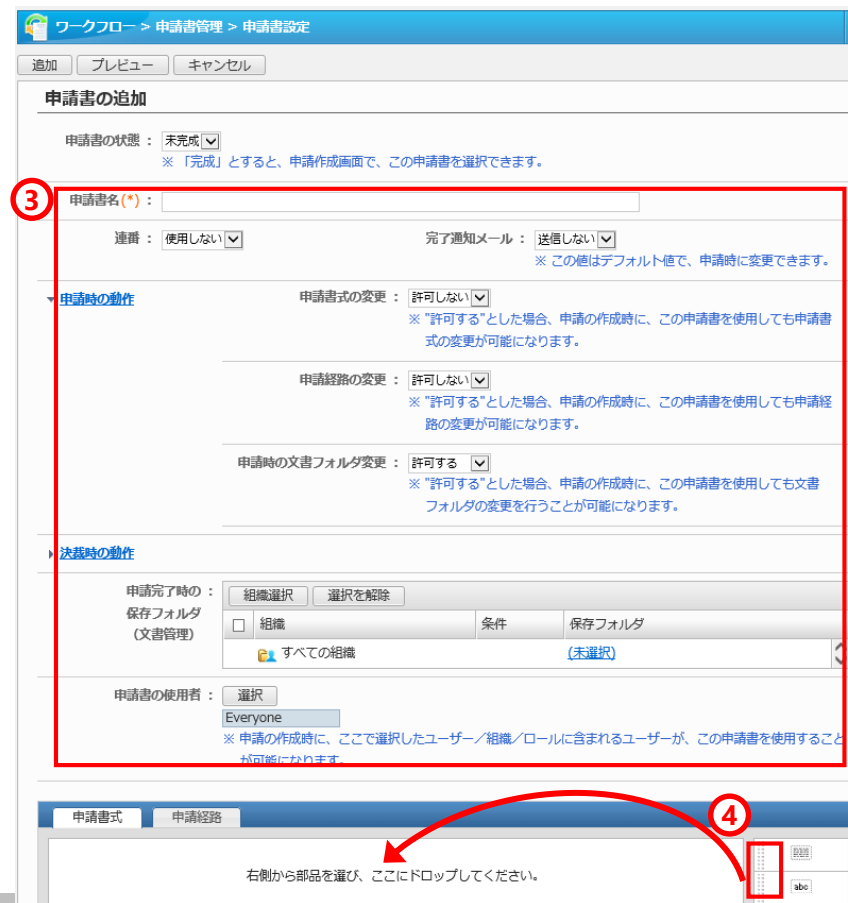 ワークフロー > 申請書管理 > 申請書設定
追加 プレビュー キャンセル
申請書の追加
申請書の状態 : 未完成
※ 「完成」とすると、申請作成画面で、この申請書を選択できます。
③
申請書名(*) :
連番 : 使用しない 完了通知メール : 送信しない
※ この値はデフォルト値で、申請時に変更できます。
申請時の動作 申請書式の変更 : 許可しない
※ "許可する"とした場合、申請の作成時に、この申請書を使用しても申請書
式の変更が可能になります。
申請経路の変更 : 許可しない
※ "許可する"とした場合、申請の作成時に、この申請書を使用しても申請経
路の変更が可能になります。
申請時の文書フォルダ変更 : 許可する
※ "許可する"とした場合、申請の作成時に、この申請書を使用しても文書
フォルダの変更を行うことが可能になります。
決裁時の動作
申請完了時の : 組織選択 選択を解除
保存フォルダ
(文書管理)
組織 条件 保存フォルダ
すべての組織 (未選択)
申請書の使用者 : 選択
Everyone
※ 申請の作成時に、ここで選択したユーザー／組織／ロールに含まれるユーザーが、この申請書を使用すること
が可能になります。
申請書式 申請経路 ④
右側から部品を選び、ここにドロップしてください。
abc